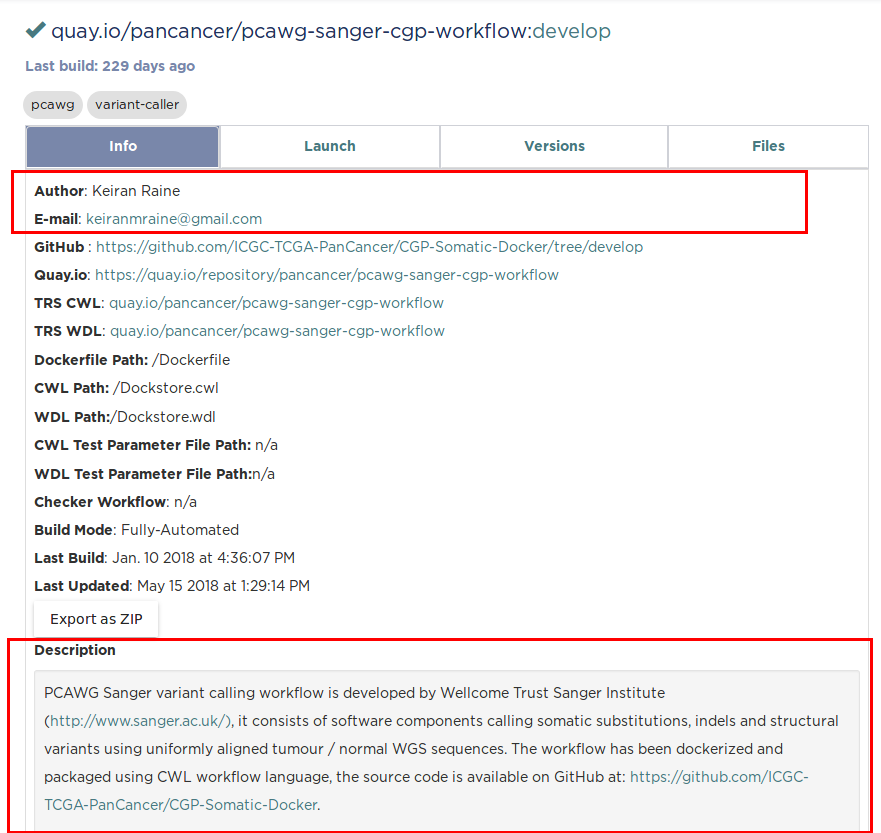 quay.io/pancancer/pcawg-sanger-cgp-workflow:develop
Last build: 229 days ago
pcawg variant-caller
Info Launch Versions Files
Author: Keiran Raine
E-mail: keiranmraine@gmail.com
GitHub : https://github.com/ICGC-TCGA-PanCancer/CGP-Somatic-Docker/tree/develop
Quay.io: https://quay.io/repository/pancancer/pcawg-sanger-cgp-workflow
TRS CWL: quay.io/pancancer/pcawg-sanger-cgp-workflow
TRS WDL: quay.io/pancancer/pcawg-sanger-cgp-workflow
Dockerfile Path: /Dockerfile
CWL Path: /Dockstore.cwl
WDL Path:/Dockstore.wdl
CWL Test Parameter File Path: n/a
WDL Test Parameter File Path:n/a
Checker Workflow: n/a
Build Mode: Fully-Automated
Last Build: Jan. 10 2018 at 4:36:07 PM
Last Updated: May 15 2018 at 1:29:14 PM
Export as ZIP
Description
PCAWG Sanger variant calling workflow is developed by Wellcome Trust Sanger Institute
(http://www.sanger.ac.uk/), it consists of software components calling somatic substitutions, indels and structural
variants using uniformly aligned tumour / normal WGS sequences. The workflow has been dockerized and
packaged using CWL workflow language, the source code is available on GitHub at: https://github.com/ICGC-
TCGA-PanCancer/CGP-Somatic-Docker.